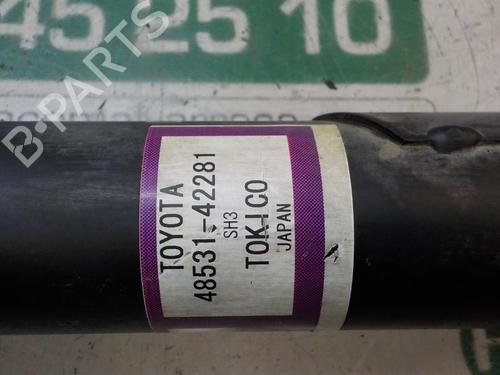 45 25 10
B-PARTS
TOYOTA
48531-42281
SH3
TOKICO
JAPAN